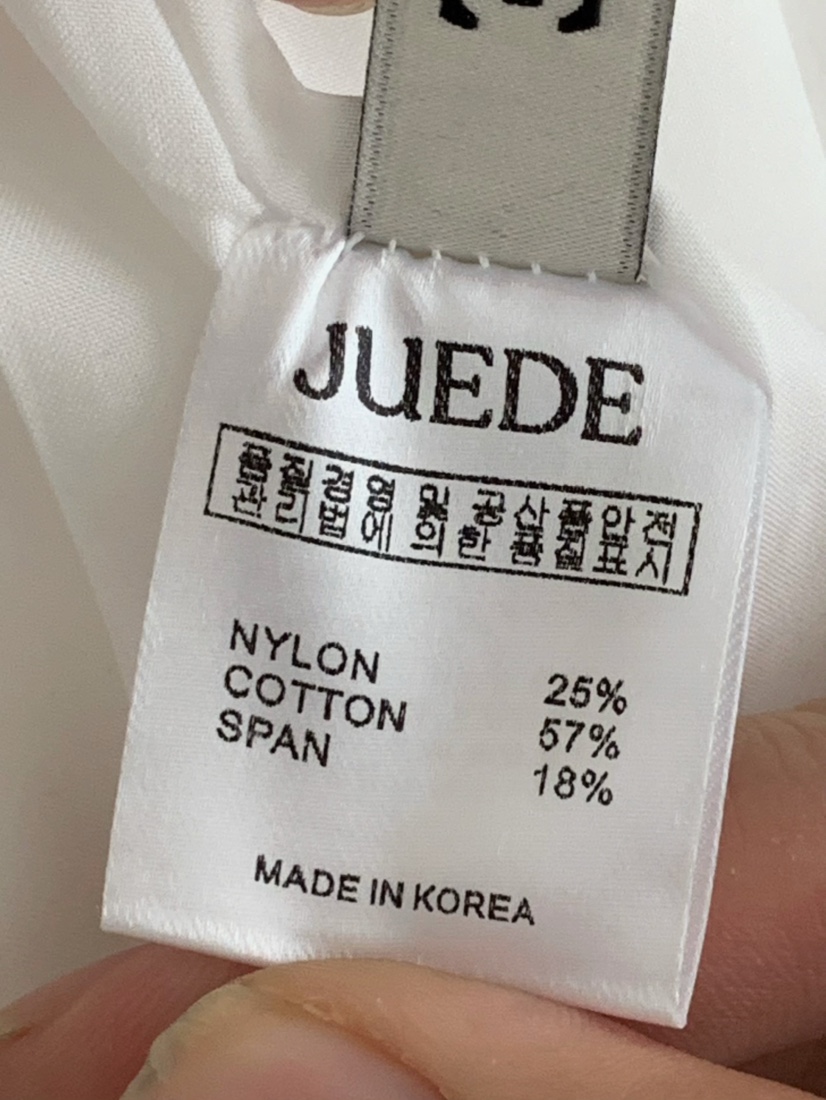 JUEDE
품질경영 및 공산품안전
관리법에 의한 품질표시
NYLON 25%
COTTON 57%
SPAN 18%
MADE IN KOREA